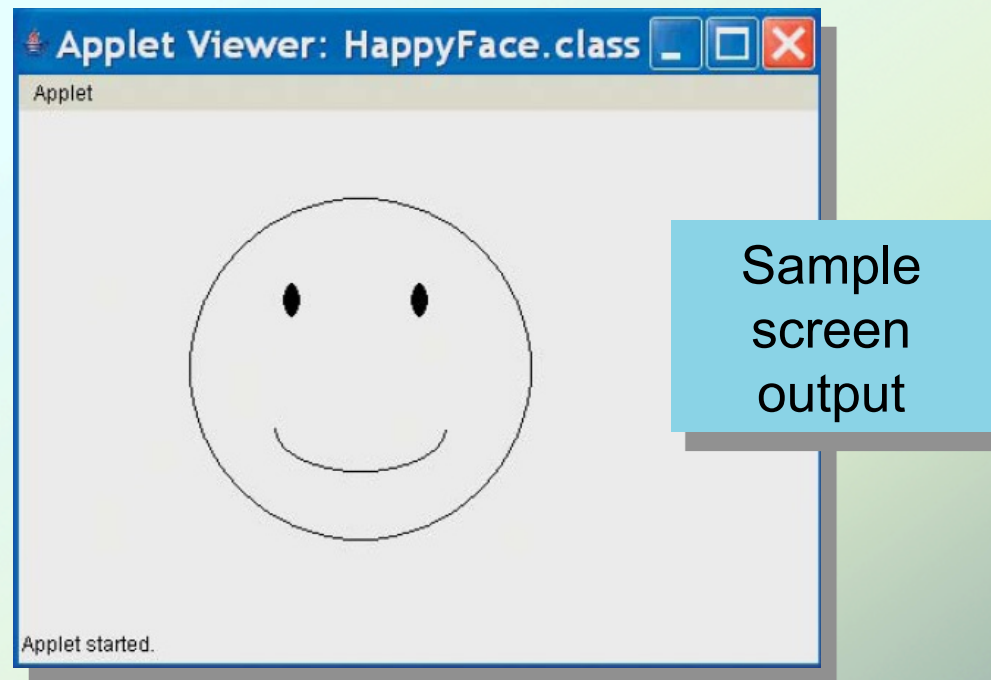 Applet Viewer: HappyFace.class
Applet
Sample
screen
output
Applet started.